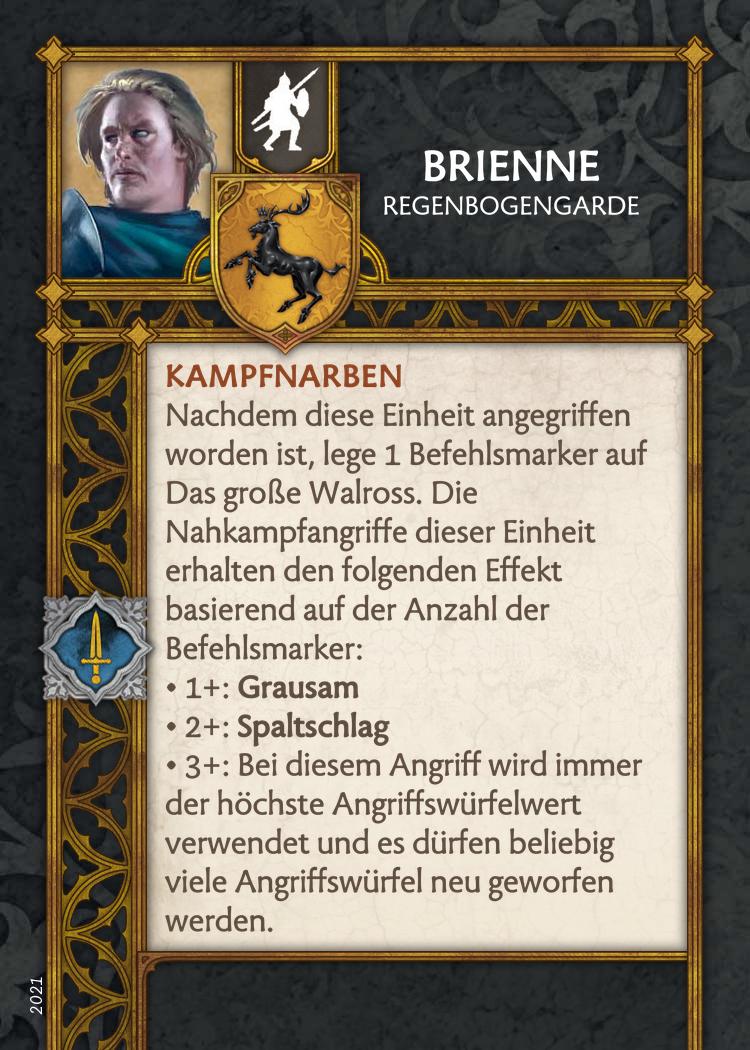 BRIENNE
REGENBOGENGARDE
KAMPFNARBEN
Nachdem diese Einheit angegriffen
worden ist, lege 1 Befehlsmarker auf
Das große Walross. Die
Nahkampfangriffe dieser Einheit
erhalten den folgenden Effekt
basierend auf der Anzahl der
Befehlsmarker:
• 1+: Grausam
• 2+: Spaltschlag
• 3+: Bei diesem Angriff wird immer
der höchste Angriffswürfelwert
verwendet und es dürfen beliebig
viele Angriffswürfel neu geworfen
werden.
2021